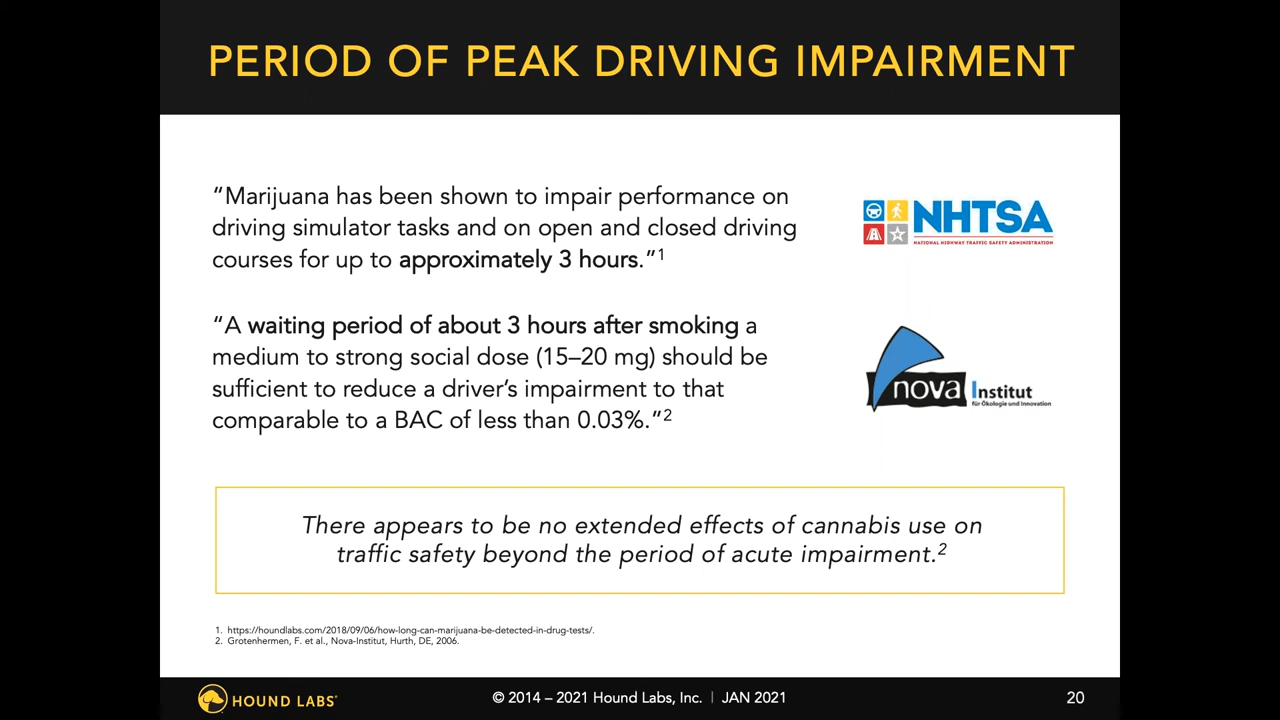 PERIOD OF PEAK DRIVING IMPAIRMENT
“Marijuana has been shown to impair performance on
driving simulator tasks and on open and closed driving
courses for up to approximately 3 hours.”1
NHTSA
NATIONAL HIGHWAY TRAFFIC SAFETY ADMINISTRATION
“A waiting period of about 3 hours after smoking a
medium to strong social dose (15–20 mg) should be
sufficient to reduce a driver’s impairment to that
comparable to a BAC of less than 0.03%.”2
nova Institut
für Ökologie und Innovation
There appears to be no extended effects of cannabis use on
traffic safety beyond the period of acute impairment.2
1. https://houndlabs.com/2018/09/06/how-long-can-marijuana-be-detected-in-drug-tests/.
2. Grotenhermen, F. et al., Nova-Institut, Hurth, DE, 2006.
HOUND LABS®
© 2014 – 2021 Hound Labs, Inc. | JAN 2021
20